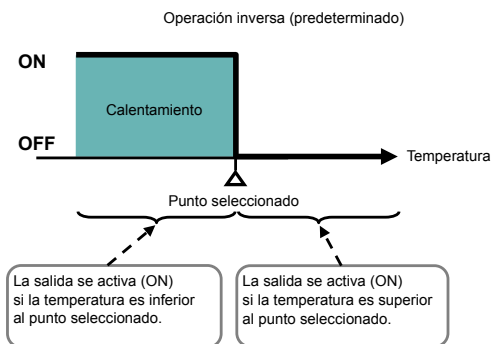 Operación inversa (predeterminado)
ON
Calentamiento
OFF
Temperatura
Punto seleccionado
La salida se activa (ON)
si la temperatura es inferior
al punto seleccionado.
La salida se activa (ON)
si la temperatura es superior
al punto seleccionado.